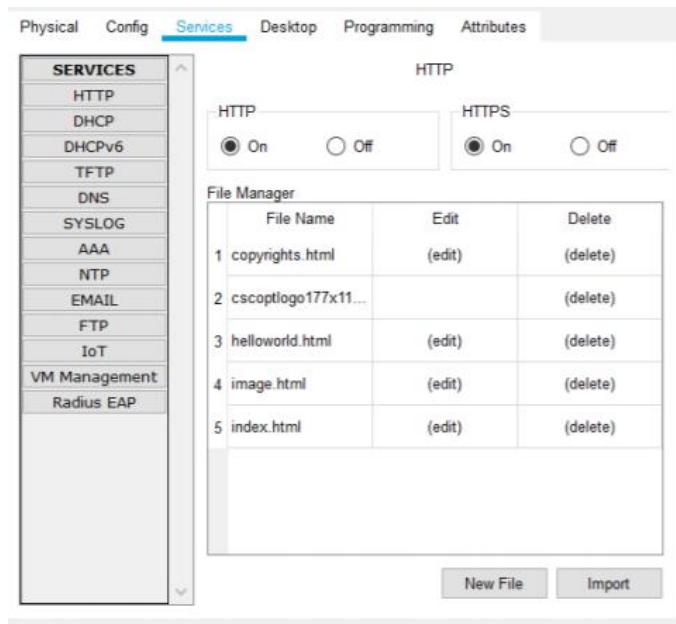 Physical Config Services Desktop Programming Attributes
SERVICES
HTTP
DHCP
DHCPv6
TFTP
DNS
SYSLOG
AAA
NTP
EMAIL
FTP
IoT
VM Management
Radius EAP
HTTP
HTTP
On Off
HTTPS
On Off
File Manager
File Name Edit Delete
1 copyrights.html (edit) (delete)
2 cscoptlogo177x11... (delete)
3 helloworld.html (edit) (delete)
4 image.html (edit) (delete)
5 index.html (edit) (delete)
New File Import